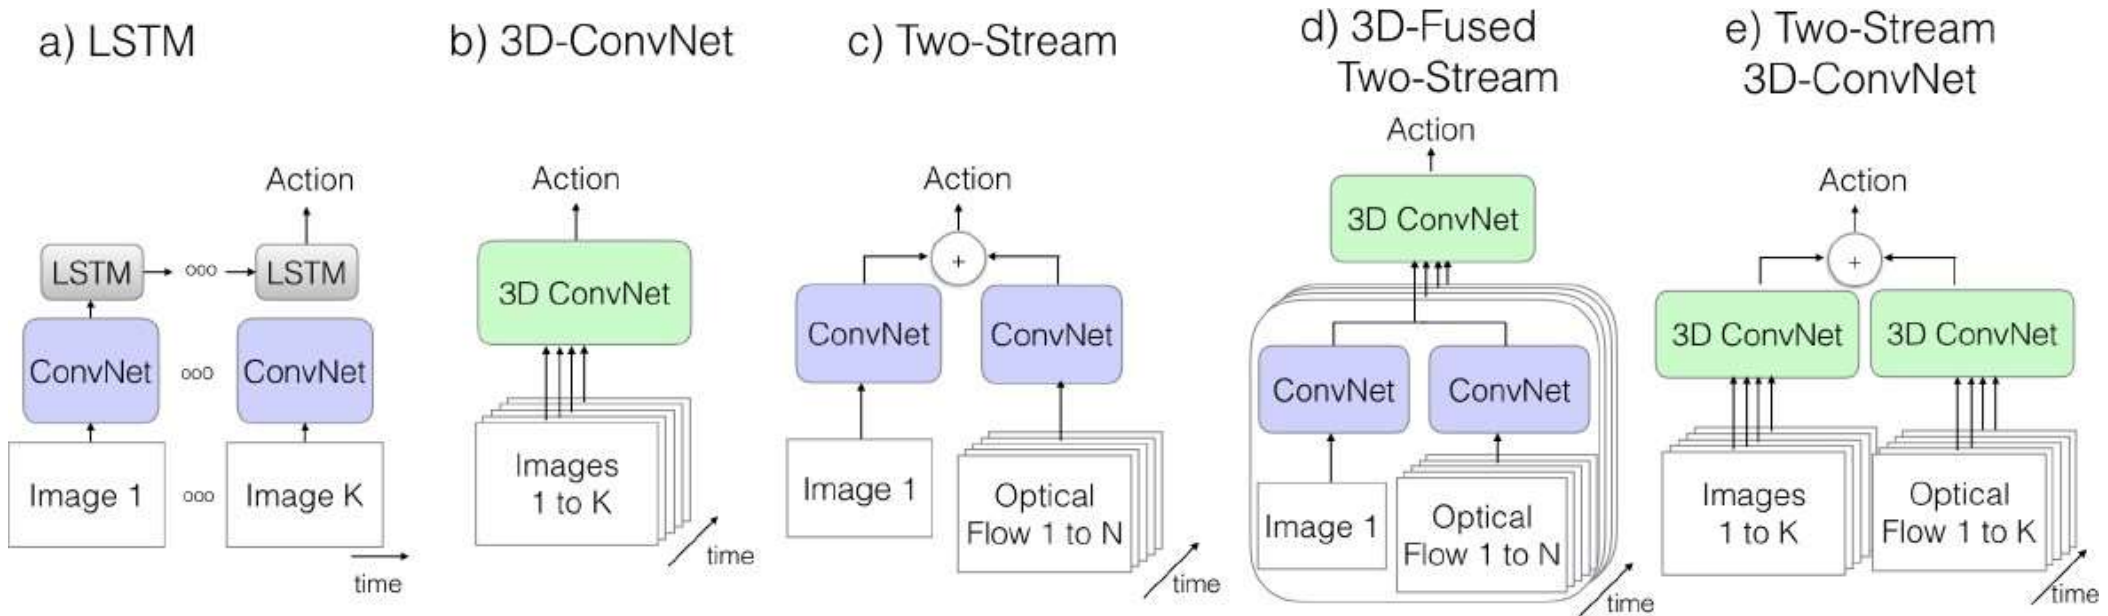 a) LSTM
Action
LSTM
ooo
LSTM
ConvNet
ooo
ConvNet
Image 1
ooo
Image K
time
b) 3D-ConvNet
Action
3D ConvNet
Images
1 to K
time
c) Two-Stream
Action
+
ConvNet
ConvNet
Image 1
Optical
Flow 1 to N
time
d) 3D-Fused
Two-Stream
Action
3D ConvNet
ConvNet
ConvNet
Image 1
Optical
Flow 1 to N
time
e) Two-Stream
3D-ConvNet
Action
+
3D ConvNet
3D ConvNet
Images
1 to K
Optical
Flow 1 to K
time